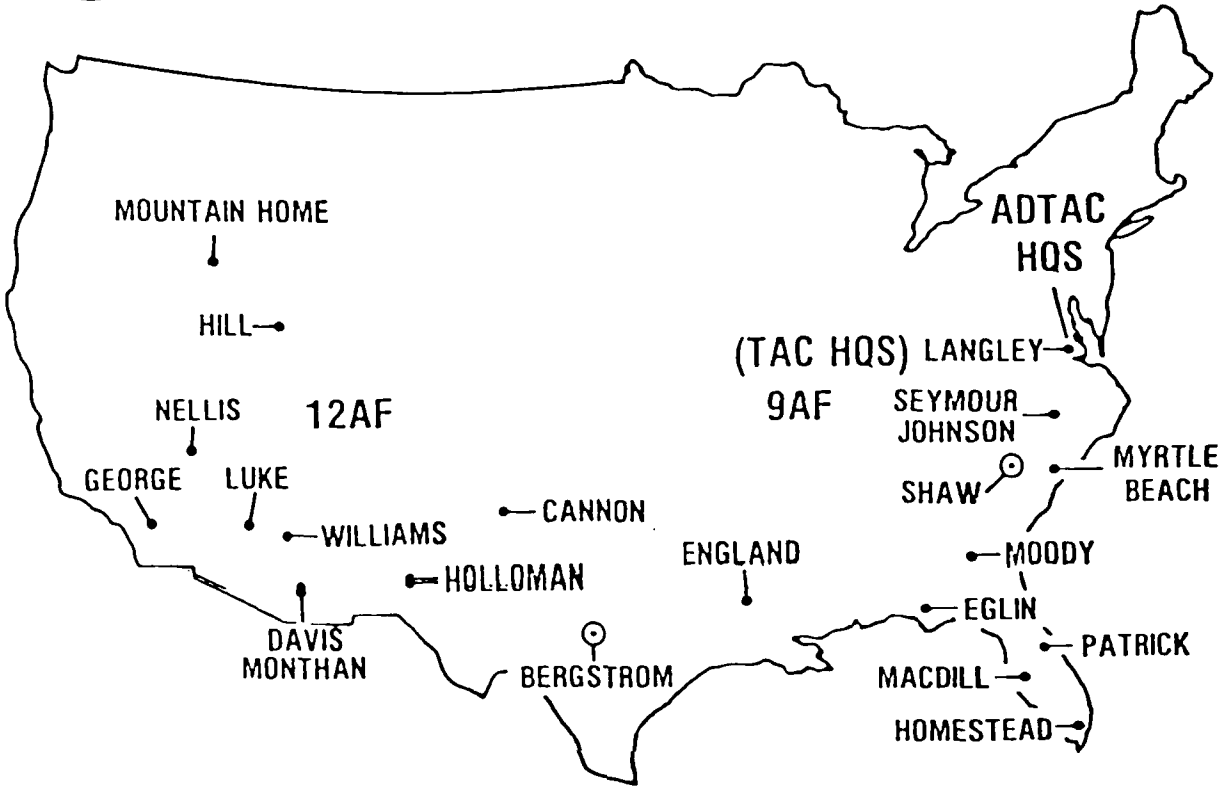 ADTAC
HQS
MOUNTAIN HOME
HILL
(TAC HQS) LANGLEY
NELLIS
12AF
9AF
SEYMOUR
JOHNSON
GEORGE
LUKE
SHAW
MYRTLE
BEACH
CANNON
WILLIAMS
ENGLAND
MOODY
HOLLOMAN
EGLIN
DAVIS
MONTHAN
BERGSTROM
PATRICK
MACDILL
HOMESTEAD